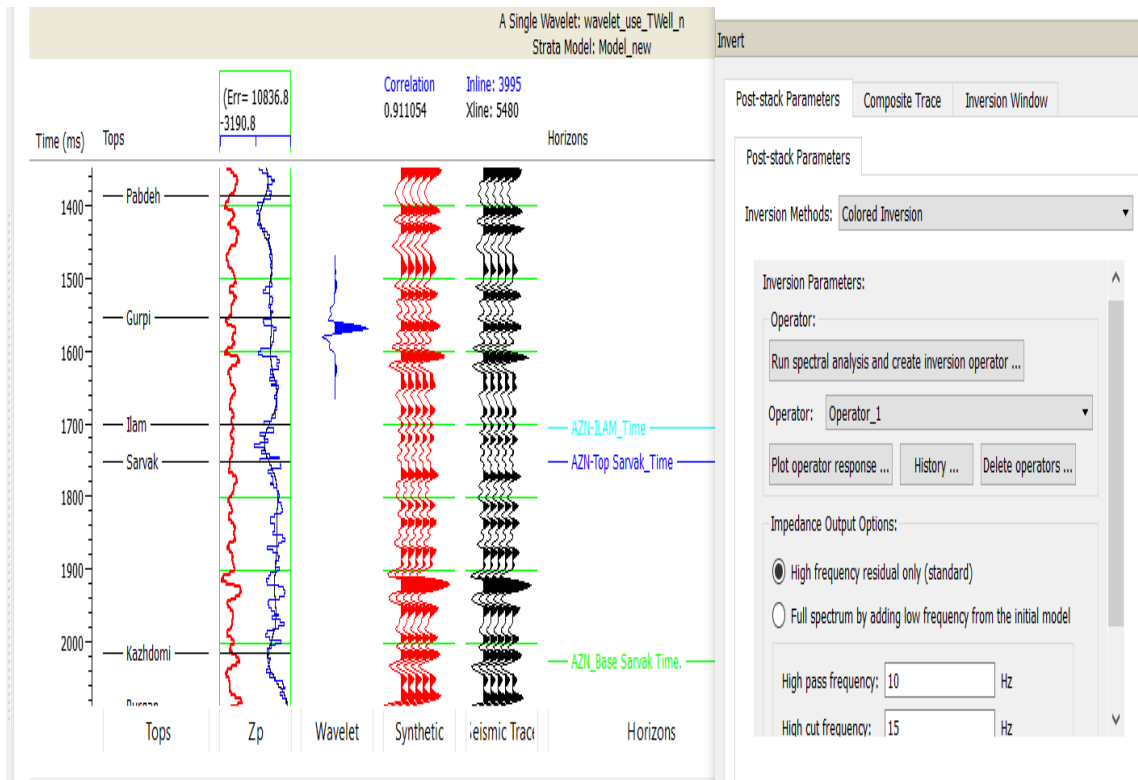 A Single Wavelet: wavelet_use_TWell_n
Strata Model: Model_new
(Err= 10836.8
-3190.8
Correlation
0.911054
Inline: 3995
Xline: 5480
Time (ms)
Tops
Horizons
1400
1500
1600
1700
1800
1900
2000
Pabdeh
Gurpi
Ilam
Sarvak
Kazhdomi
AZN-ILAM_Time
AZN-Top Sarvak_Time
AZN_Base Sarvak Time.
Tops
Zp
Wavelet
Synthetic
eismic Trac
Horizons
Invert
Post-stack Parameters
Composite Trace
Inversion Window
Post-stack Parameters
Inversion Methods: Colored Inversion
Inversion Parameters:
Operator:
Run spectral analysis and create inversion operator ...
Operator: Operator_1
Plot operator response ...
History ...
Delete operators ...
Impedance Output Options:
High frequency residual only (standard)
Full spectrum by adding low frequency from the initial model
High pass frequency: 10 Hz
High cut frequency: 15 Hz